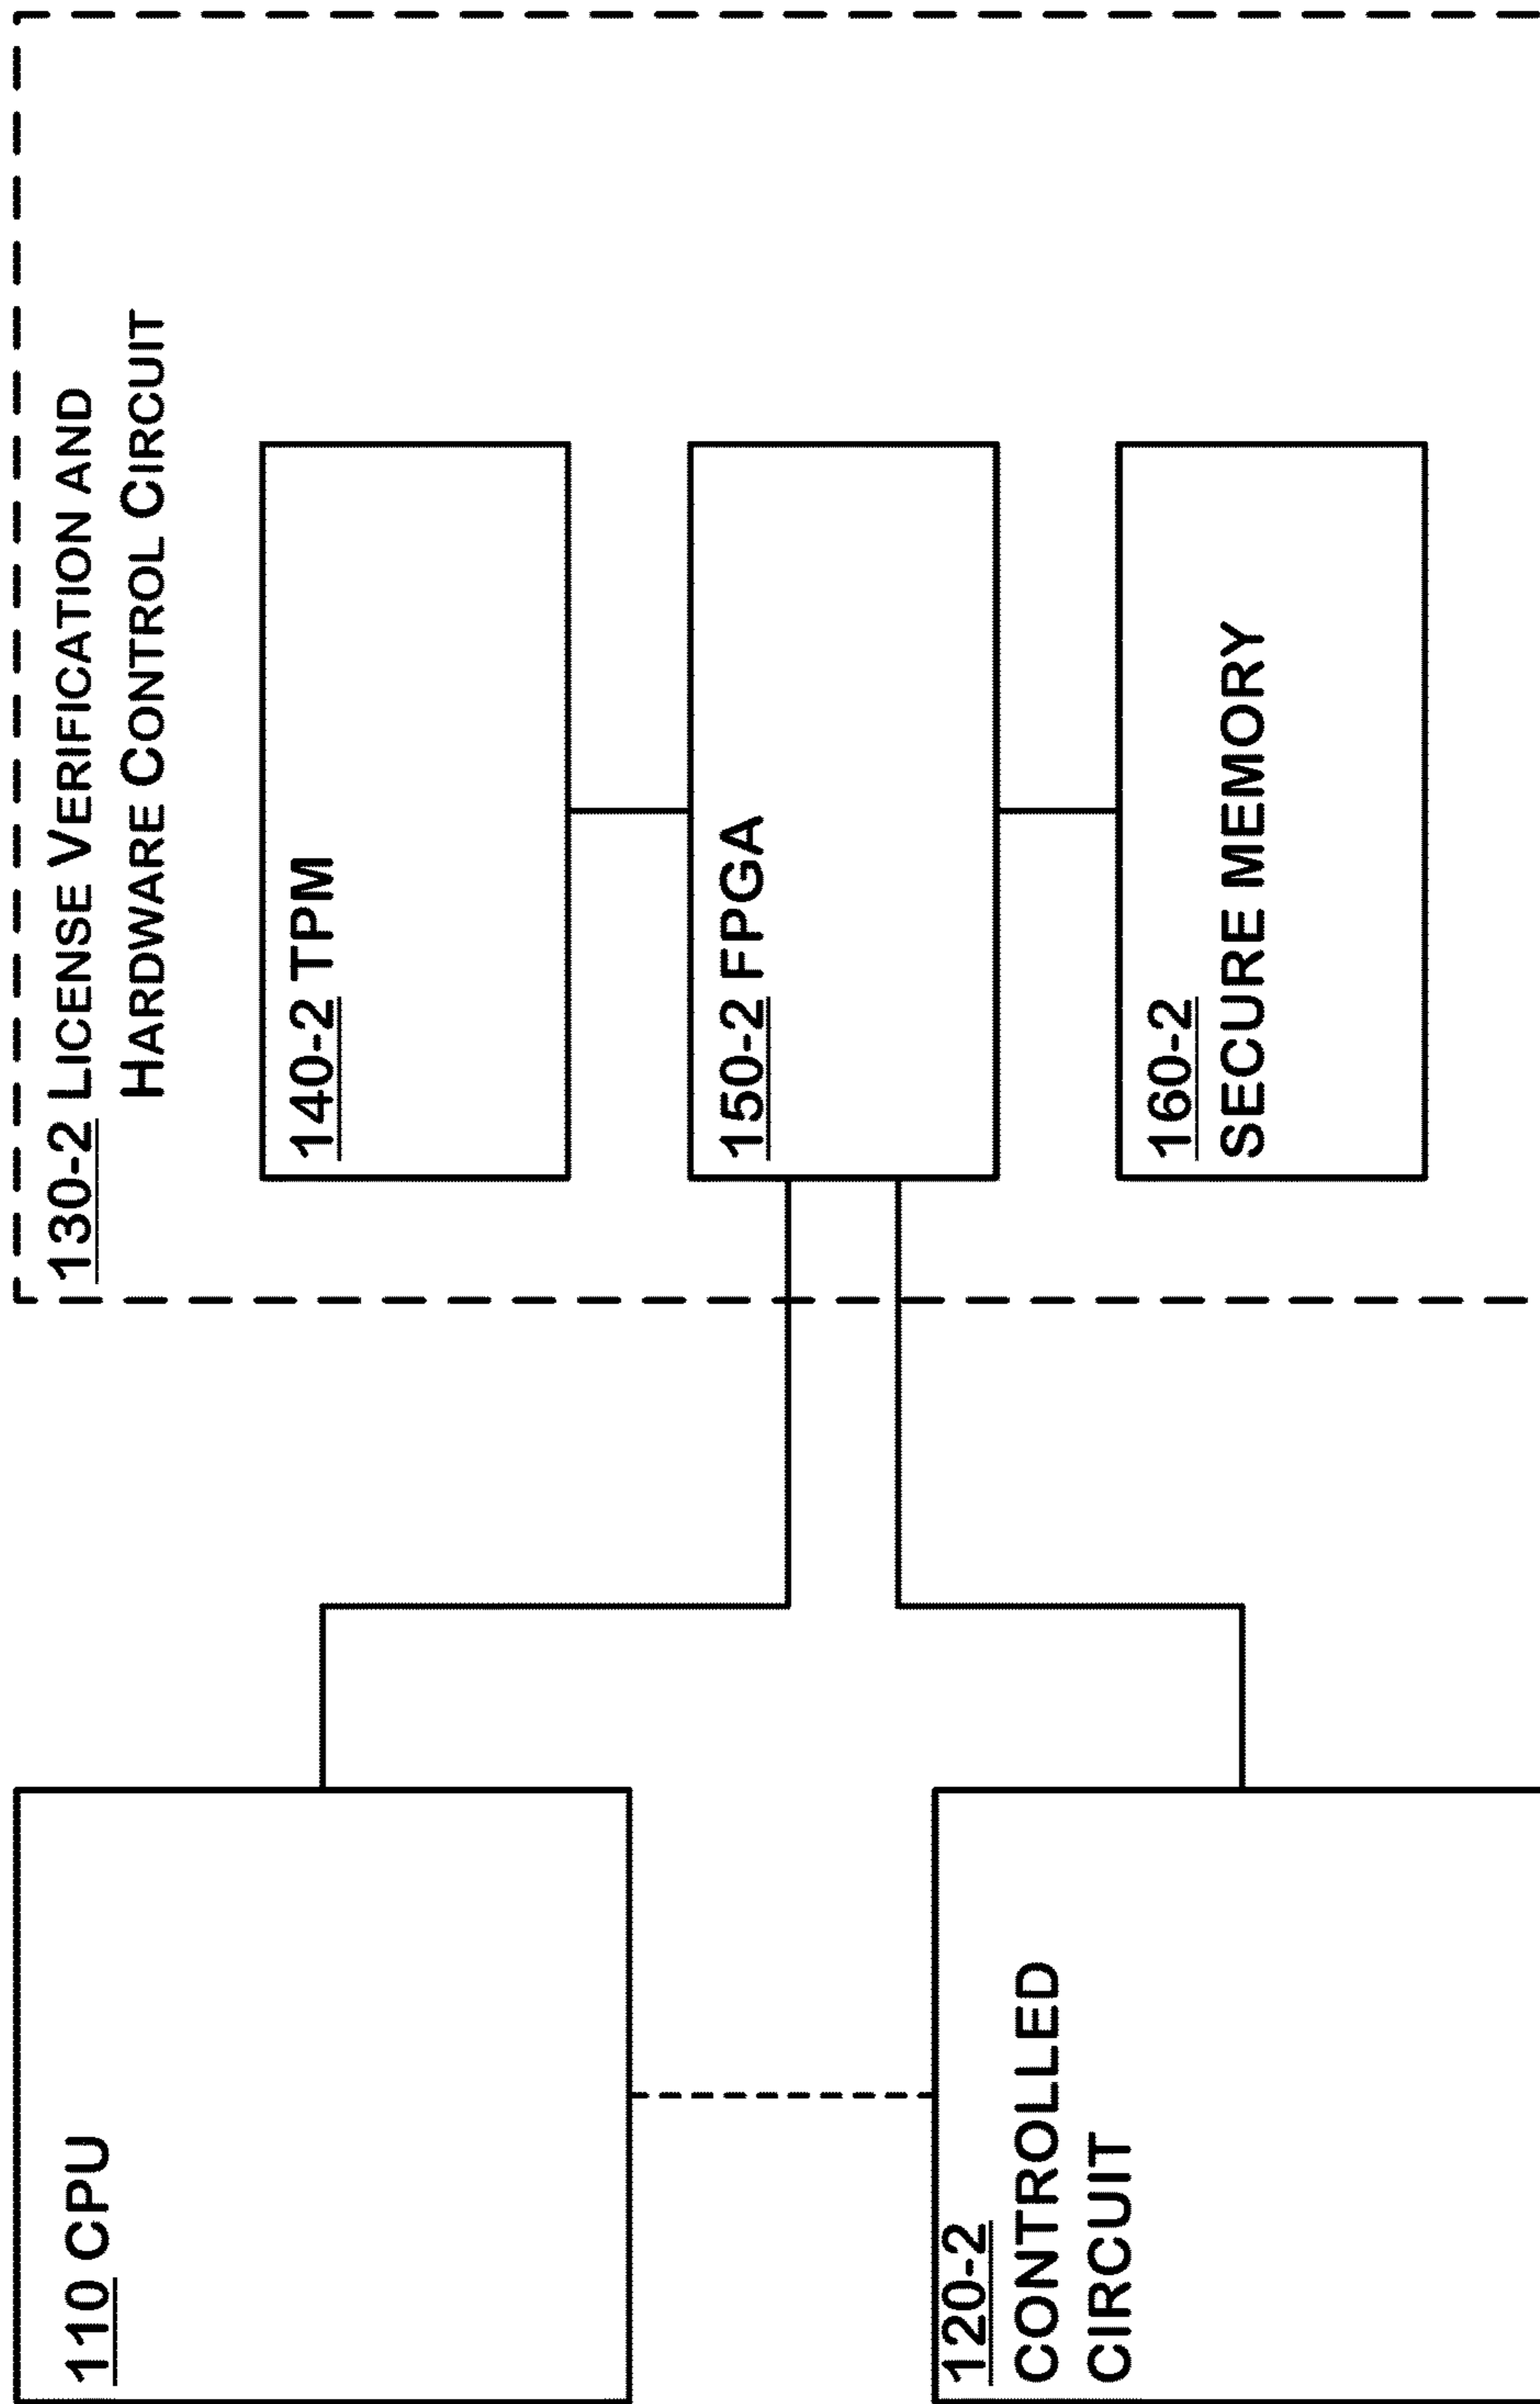 110 CPU
120-2
CONTROLLED
CIRCUIT
130-2 LICENSE VERIFICATION AND
HARDWARE CONTROL CIRCUIT
140-2 TPM
150-2 FPGA
160-2
SECURE MEMORY